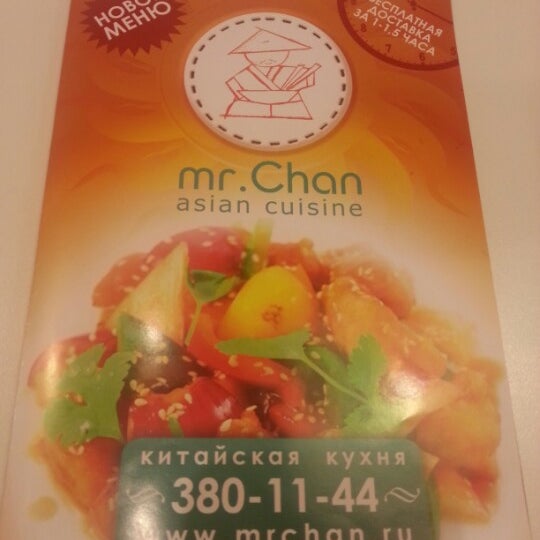 НОВОЕ
МЕНЮ
БЕСПЛАТНАЯ
ДОСТАВКА
ЗА 1-1,5 ЧАСА
mr.Chan
asian cuisine
китайская кухня
380-11-44
www.mrchan.ru